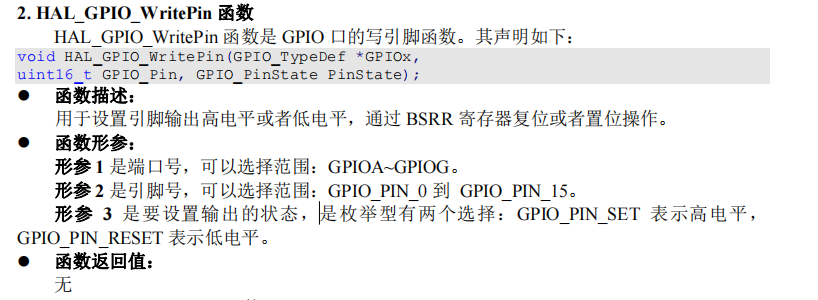 2. HAL_GPIO_WritePin 函数
HAL_GPIO_WritePin 函数是 GPIO 口的写引脚函数。其声明如下：
void HAL_GPIO_WritePin(GPIO_TypeDef *GPIOx,
uint16_t GPIO_Pin, GPIO_PinState PinState);
● 函数描述：
用于设置引脚输出高电平或者低电平，通过 BSRR 寄存器复位或者置位操作。
● 函数形参：
形参 1 是端口号，可以选择范围：GPIOA~GPIOG。
形参 2 是引脚号，可以选择范围：GPIO_PIN_0 到 GPIO_PIN_15。
形参 3 是要设置输出的状态，是枚举型有两个选择：GPIO_PIN_SET 表示高电平，
GPIO_PIN_RESET 表示低电平。
● 函数返回值：
无